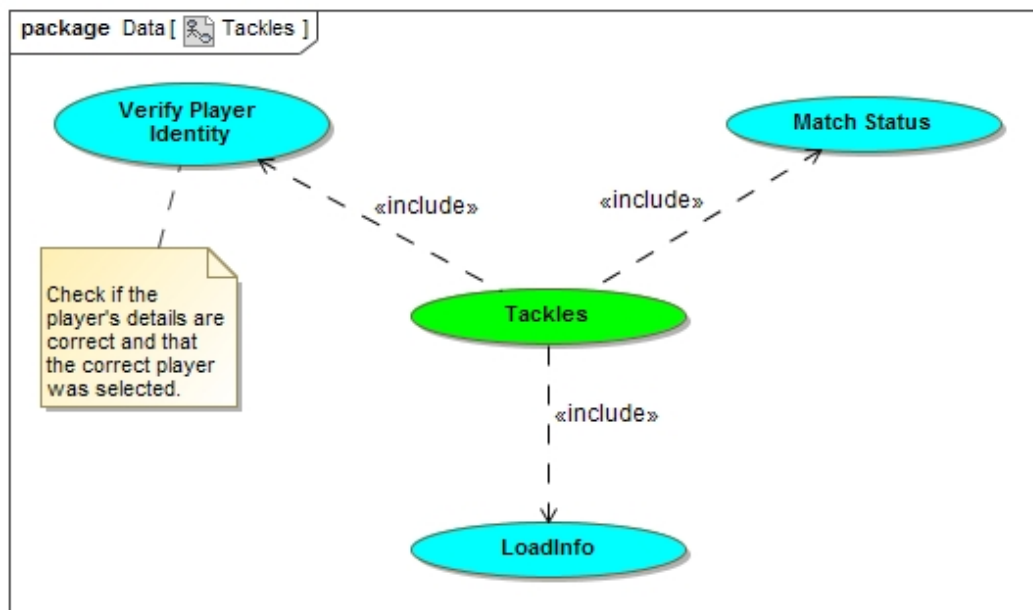 package Data [ Tackles ]
Verify Player
Identity
Match Status
«include»
«include»
Check if the
player's details are
correct and that
the correct player
was selected.
Tackles
«include»
LoadInfo